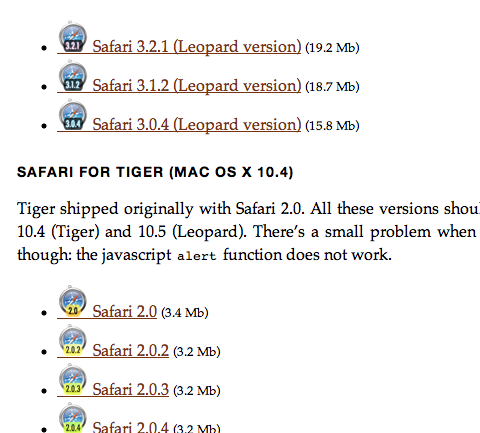 3.2.1 Safari 3.2.1 (Leopard version) (19.2 Mb)
3.1.2 Safari 3.1.2 (Leopard version) (18.7 Mb)
3.0.4 Safari 3.0.4 (Leopard version) (15.8 Mb)
SAFARI FOR TIGER (MAC OS X 10.4)
Tiger shipped originally with Safari 2.0. All these versions
10.4 (Tiger) and 10.5 (Leopard). There's a small problem when
though: the javascript alert function does not work.
2.0 Safari 2.0 (3.4 Mb)
2.0.2 Safari 2.0.2 (3.2 Mb)
2.0.3 Safari 2.0.3 (3.2 Mb)
2.0.4 Safari 2.0.4 (3.2 Mb)